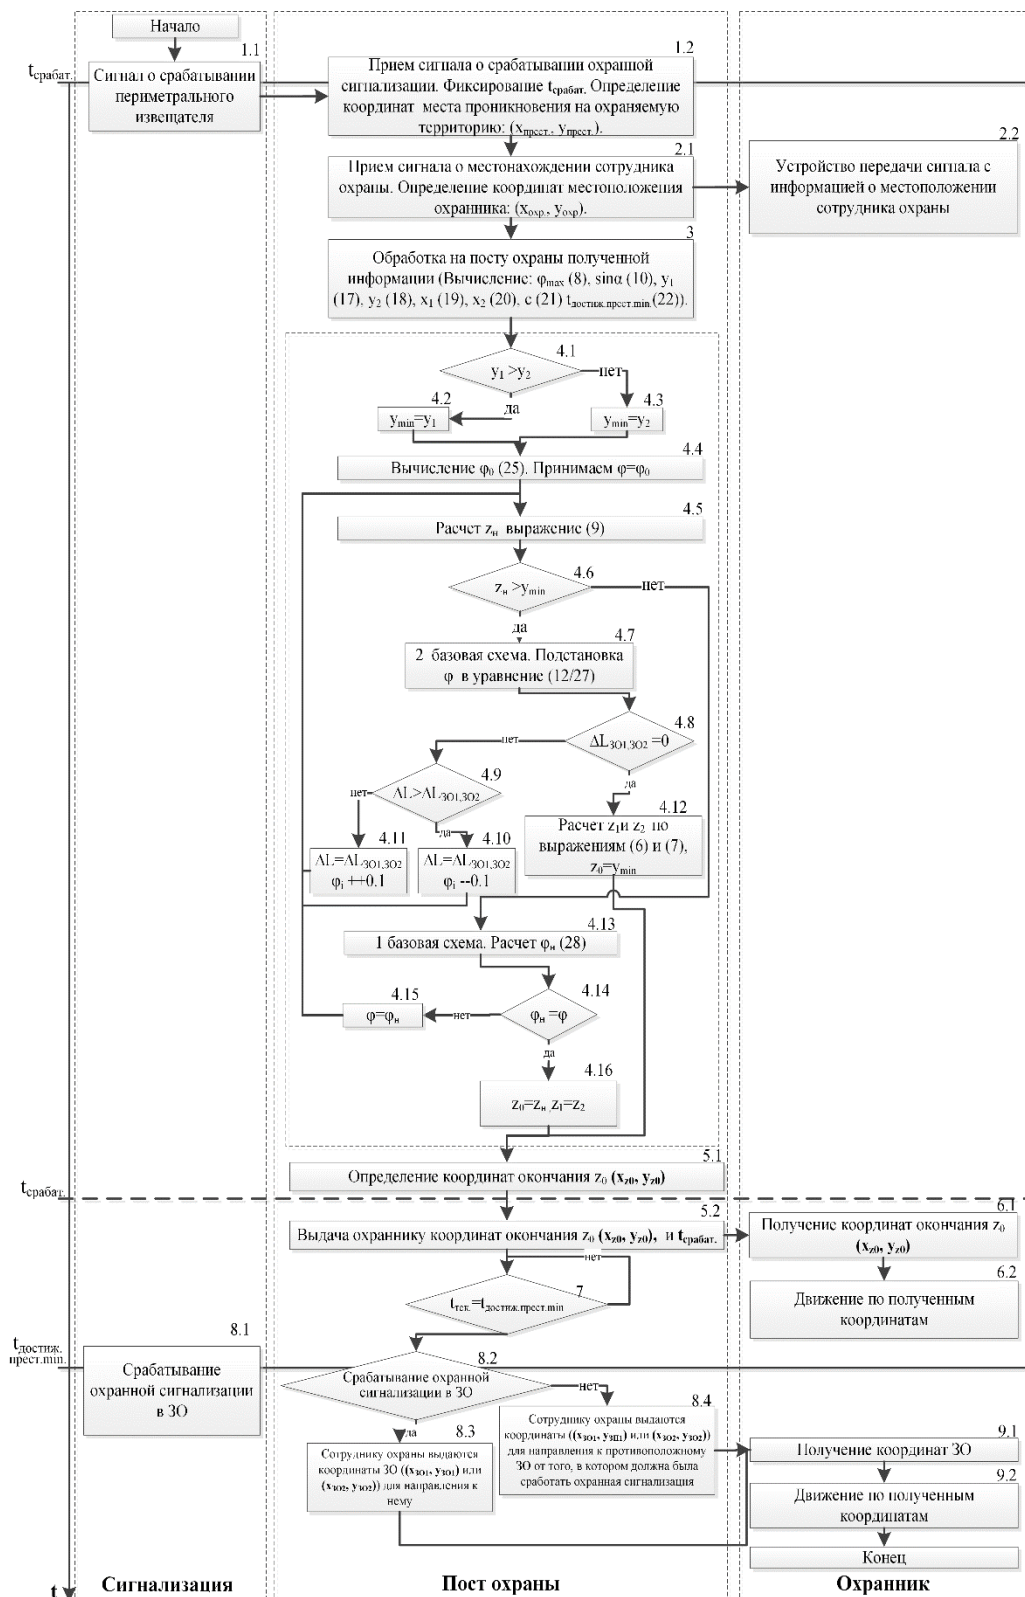 Начало
1.1
1.2
tсрабат.
Сигнал о срабатывании
периметрального
извещателя
Прием сигнала о срабатывании охранной
сигнализации. Фиксирование tсрабат. Определение
координат места проникновения на охраняемую
территорию: (xпрест., yпрест.).
2.1
2.2
Прием сигнала о местонахождении сотрудника
охраны. Определение координат местоположения
охранника: (xохр., yохр).
Устройство передачи сигнала с
информацией о местоположении
сотрудника охраны
3
Обработка на посту охраны полученной
информации (Вычисление: φmax (8), sinα (10), y1
(17), y2 (18), x1 (19), x2 (20), c (21) tдостиж.прест.min.(22)).
4.1
y1 >y2
нет
да
4.2
4.3
ymin=y1
ymin=y2
4.4
Вычисление φ0 (25). Принимаем φ=φ0
4.5
Расчет zн выражение (9)
4.6
zн >ymin
нет
да
4.7
2 базовая схема. Подстановка
φ в уравнение (12/27)
4.8
ΔLЗО1,ЗО2 =0
нет
да
4.9
ΔL>ΔLЗО1,ЗО2
нет
да
4.11
4.10
4.12
ΔL=ΔLЗО1,ЗО2
φi ++0.1
ΔL=ΔLЗО1,ЗО2
φi --0.1
Расчет z1и z2 по
выражениям (6) и (7),
z0=ymin
4.13
1 базовая схема. Расчет φн (28)
4.14
4.15
φ=φн
нет
φн =φ
да
4.16
z0=zн ,z1=z2
5.1
Определение координат окончания z0 (xz0, yz0)
tсрабат.
5.2
6.1
Выдача охраннику координат окончания z0 (xz0, yz0), и tсрабат.
Получение координат окончания z0
(xz0, yz0)
нет
7
tтек.=tдостиж.прест.min
6.2
Движение по полученным
координатам
tдостиж.
прест.min.
8.1
8.2
Срабатывание
охранной сигнализации
в ЗО
Срабатывание охранной
сигнализации в ЗО
нет
да
8.3
8.4
Сотруднику охраны выдаются
координаты ЗО ((xЗО1, yЗО1) или
(xЗО2, yЗО2)) для направления к
нему
Сотруднику охраны выдаются
координаты ((xЗО1, yЗП1) или (xЗО2, yЗО2))
для направления к противоположному
ЗО от того, в котором должна была
сработать охранная сигнализация
9.1
Получение координат ЗО
9.2
Движение по полученным
координатам
Конец
t
Сигнализация
Пост охраны
Охранник